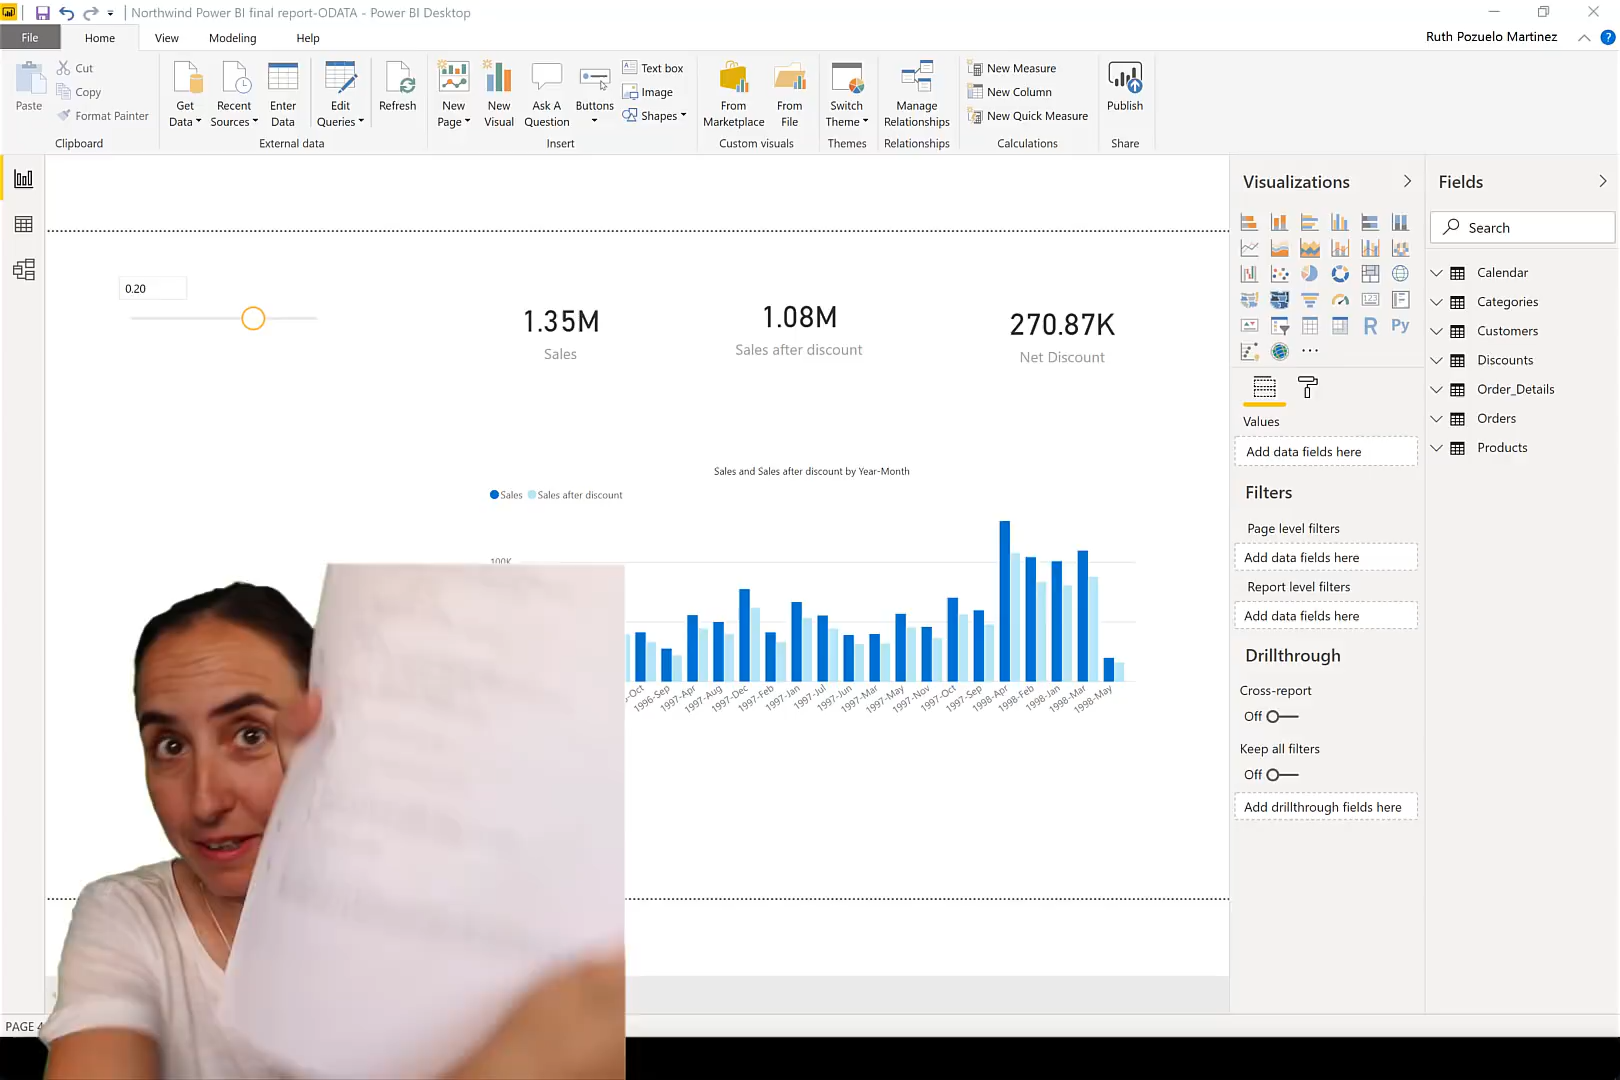 Northwind Power BI final report-ODATA - Power BI Desktop
File Home View Modeling Help
Ruth Pozuelo Martinez
?
Paste
Cut
Copy
Format Painter
Clipboard
Get Data
Recent Sources
Enter Data
Edit Queries
Refresh
External data
New Page
New Visual
Ask A Question
Buttons
Text box
Image
Shapes
Insert
From Marketplace
From File
Custom visuals
Switch Theme
Themes
Manage Relationships
Relationships
New Measure
New Column
New Quick Measure
Calculations
Publish
Share
0.20
1.35M
Sales
1.08M
Sales after discount
270.87K
Net Discount
Sales and Sales after discount by Year-Month
Sales Sales after discount
100K
-Oct
1996-Sep
1997-Apr
1997-Aug
1997-Dec
1997-Feb
1997-Jan
1997-Jul
1997-Jun
1997-Mar
1997-May
1997-Nov
1997-Oct
1997-Sep
1998-Apr
1998-Feb
1998-Jan
1998-Mar
1998-May
PAGE 4
Visualizations
123
R
Py
Values
Add data fields here
Filters
Page level filters
Add data fields here
Report level filters
Add data fields here
Drillthrough
Cross-report
Off
Keep all filters
Off
Add drillthrough fields here
Fields
Search
Calendar
Categories
Customers
Discounts
Order_Details
Orders
Products